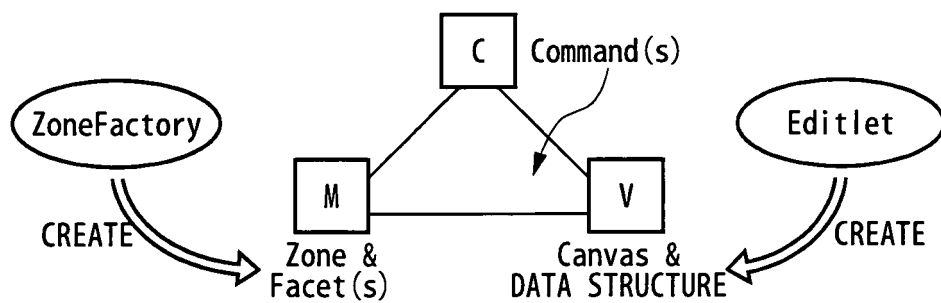 C
Command(s)
ZoneFactory
Editlet
M
V
CREATE
CREATE
Zone &
Facet(s)
Canvas &
DATA STRUCTURE